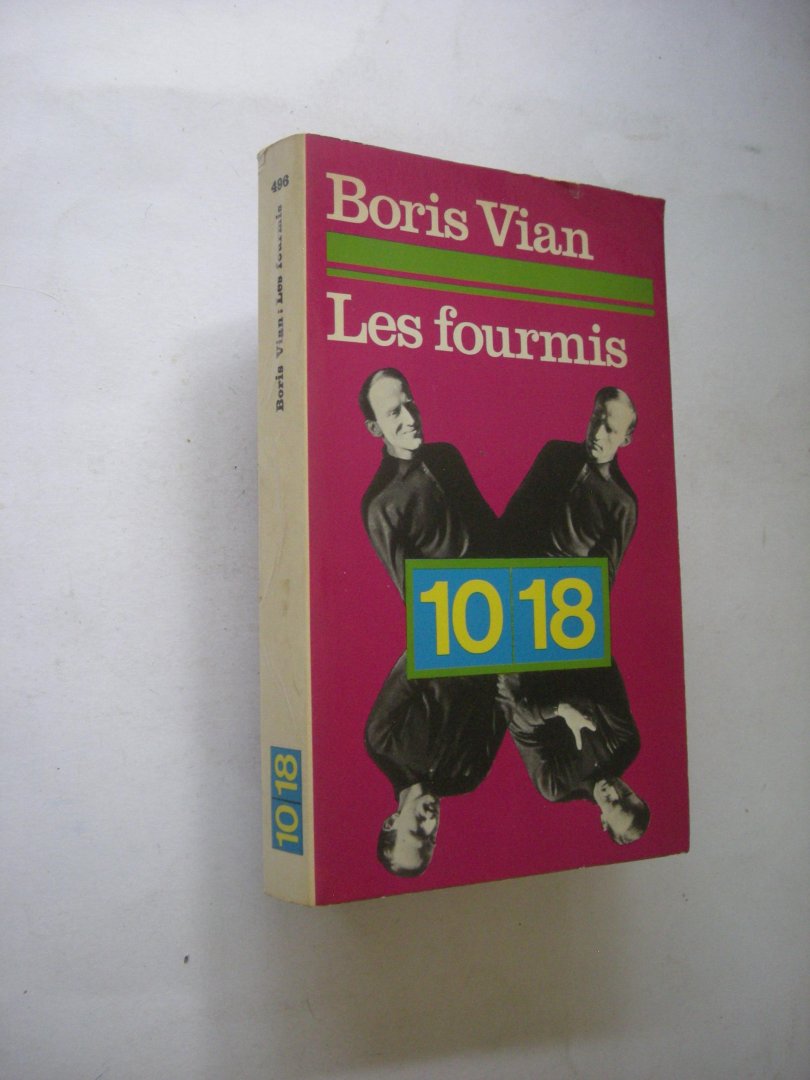 Boris Vian
Les fourmis
10 18
496
Boris Vian : Les fourmis
10 18